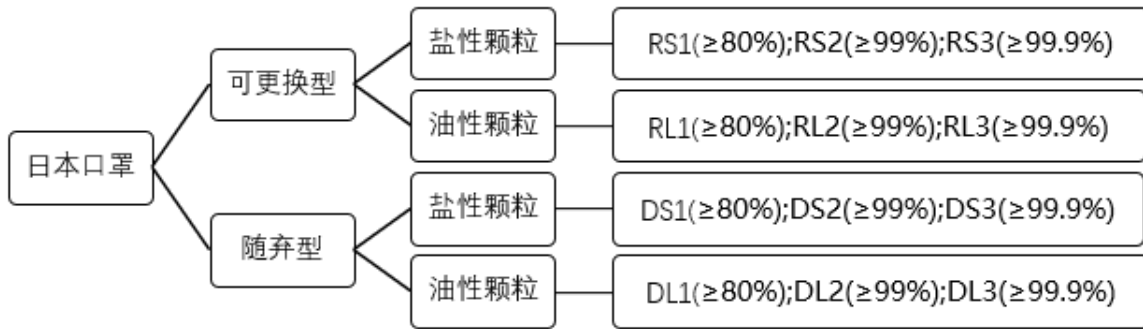 日本口罩
可更换型
盐性颗粒
RS1(≥80%);RS2(≥99%);RS3(≥99.9%)
油性颗粒
RL1(≥80%);RL2(≥99%);RL3(≥99.9%)
随弃型
盐性颗粒
DS1(≥80%);DS2(≥99%);DS3(≥99.9%)
油性颗粒
DL1(≥80%);DL2(≥99%);DL3(≥99.9%)